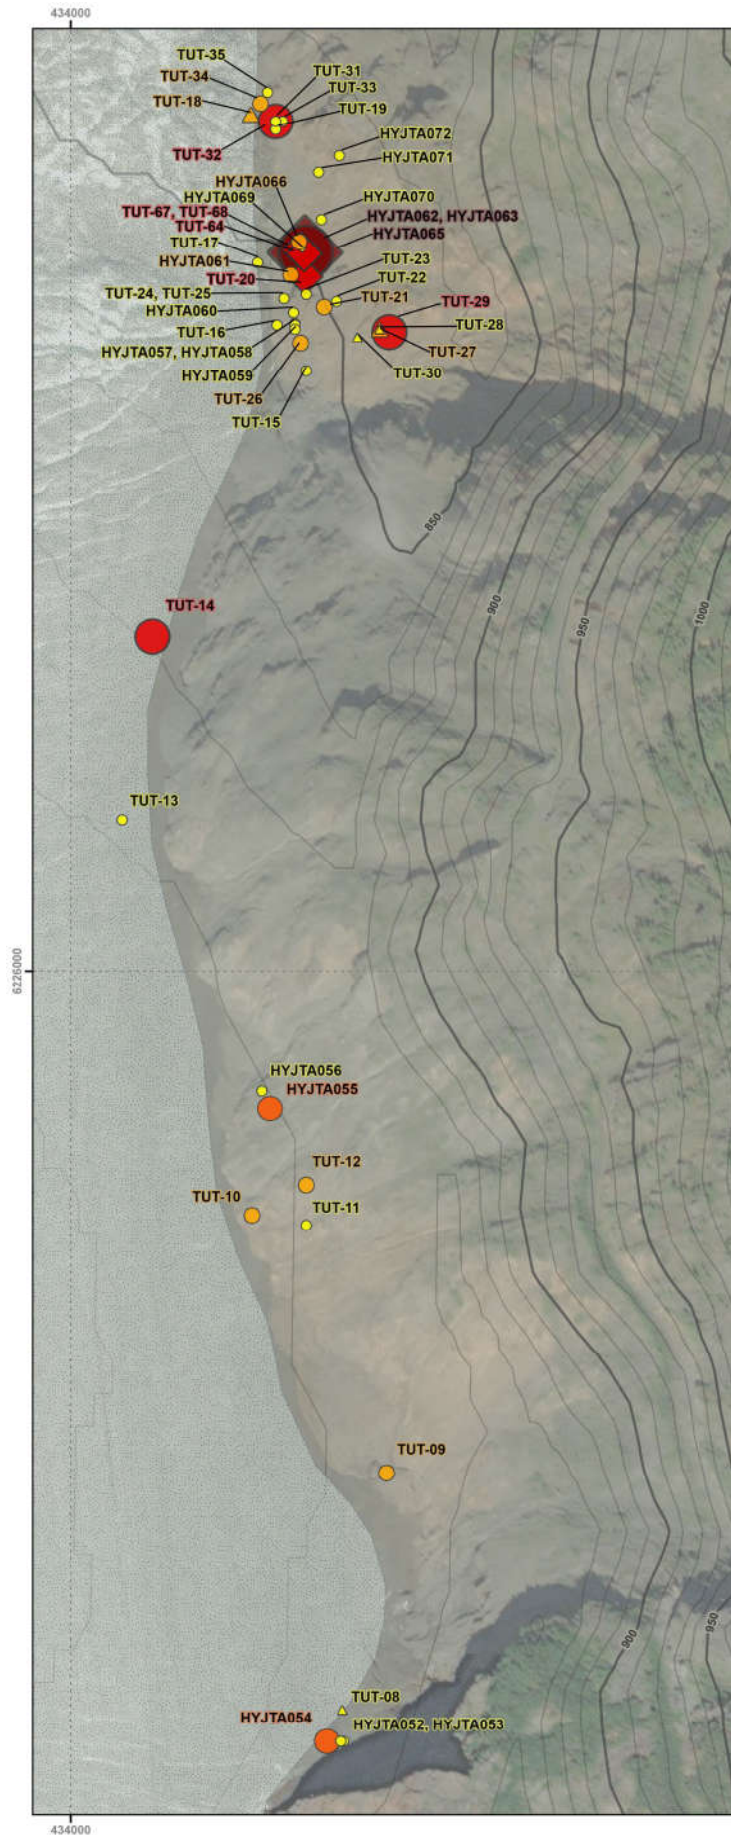 434000
TUT-35
TUT-31
TUT-34
TUT-33
TUT-18
TUT-19
HYJTA072
TUT-32
HYJTA071
HYJTA066
HYJTA069
HYJTA070
TUT-67, TUT-68
HYJTA062, HYJTA063
TUT-64
HYJTA065
TUT-17
TUT-23
HYJTA061
TUT-22
TUT-20
TUT-24, TUT-25
TUT-21
TUT-29
HYJTA060
TUT-28
TUT-16
HYJTA057, HYJTA058
TUT-27
HYJTA059
TUT-30
TUT-26
TUT-15
850
TUT-14
900
950
1000
TUT-13
6226000
HYJTA056
HYJTA055
TUT-12
TUT-10
TUT-11
TUT-09
950
900
TUT-08
HYJTA054
HYJTA052, HYJTA053
434000